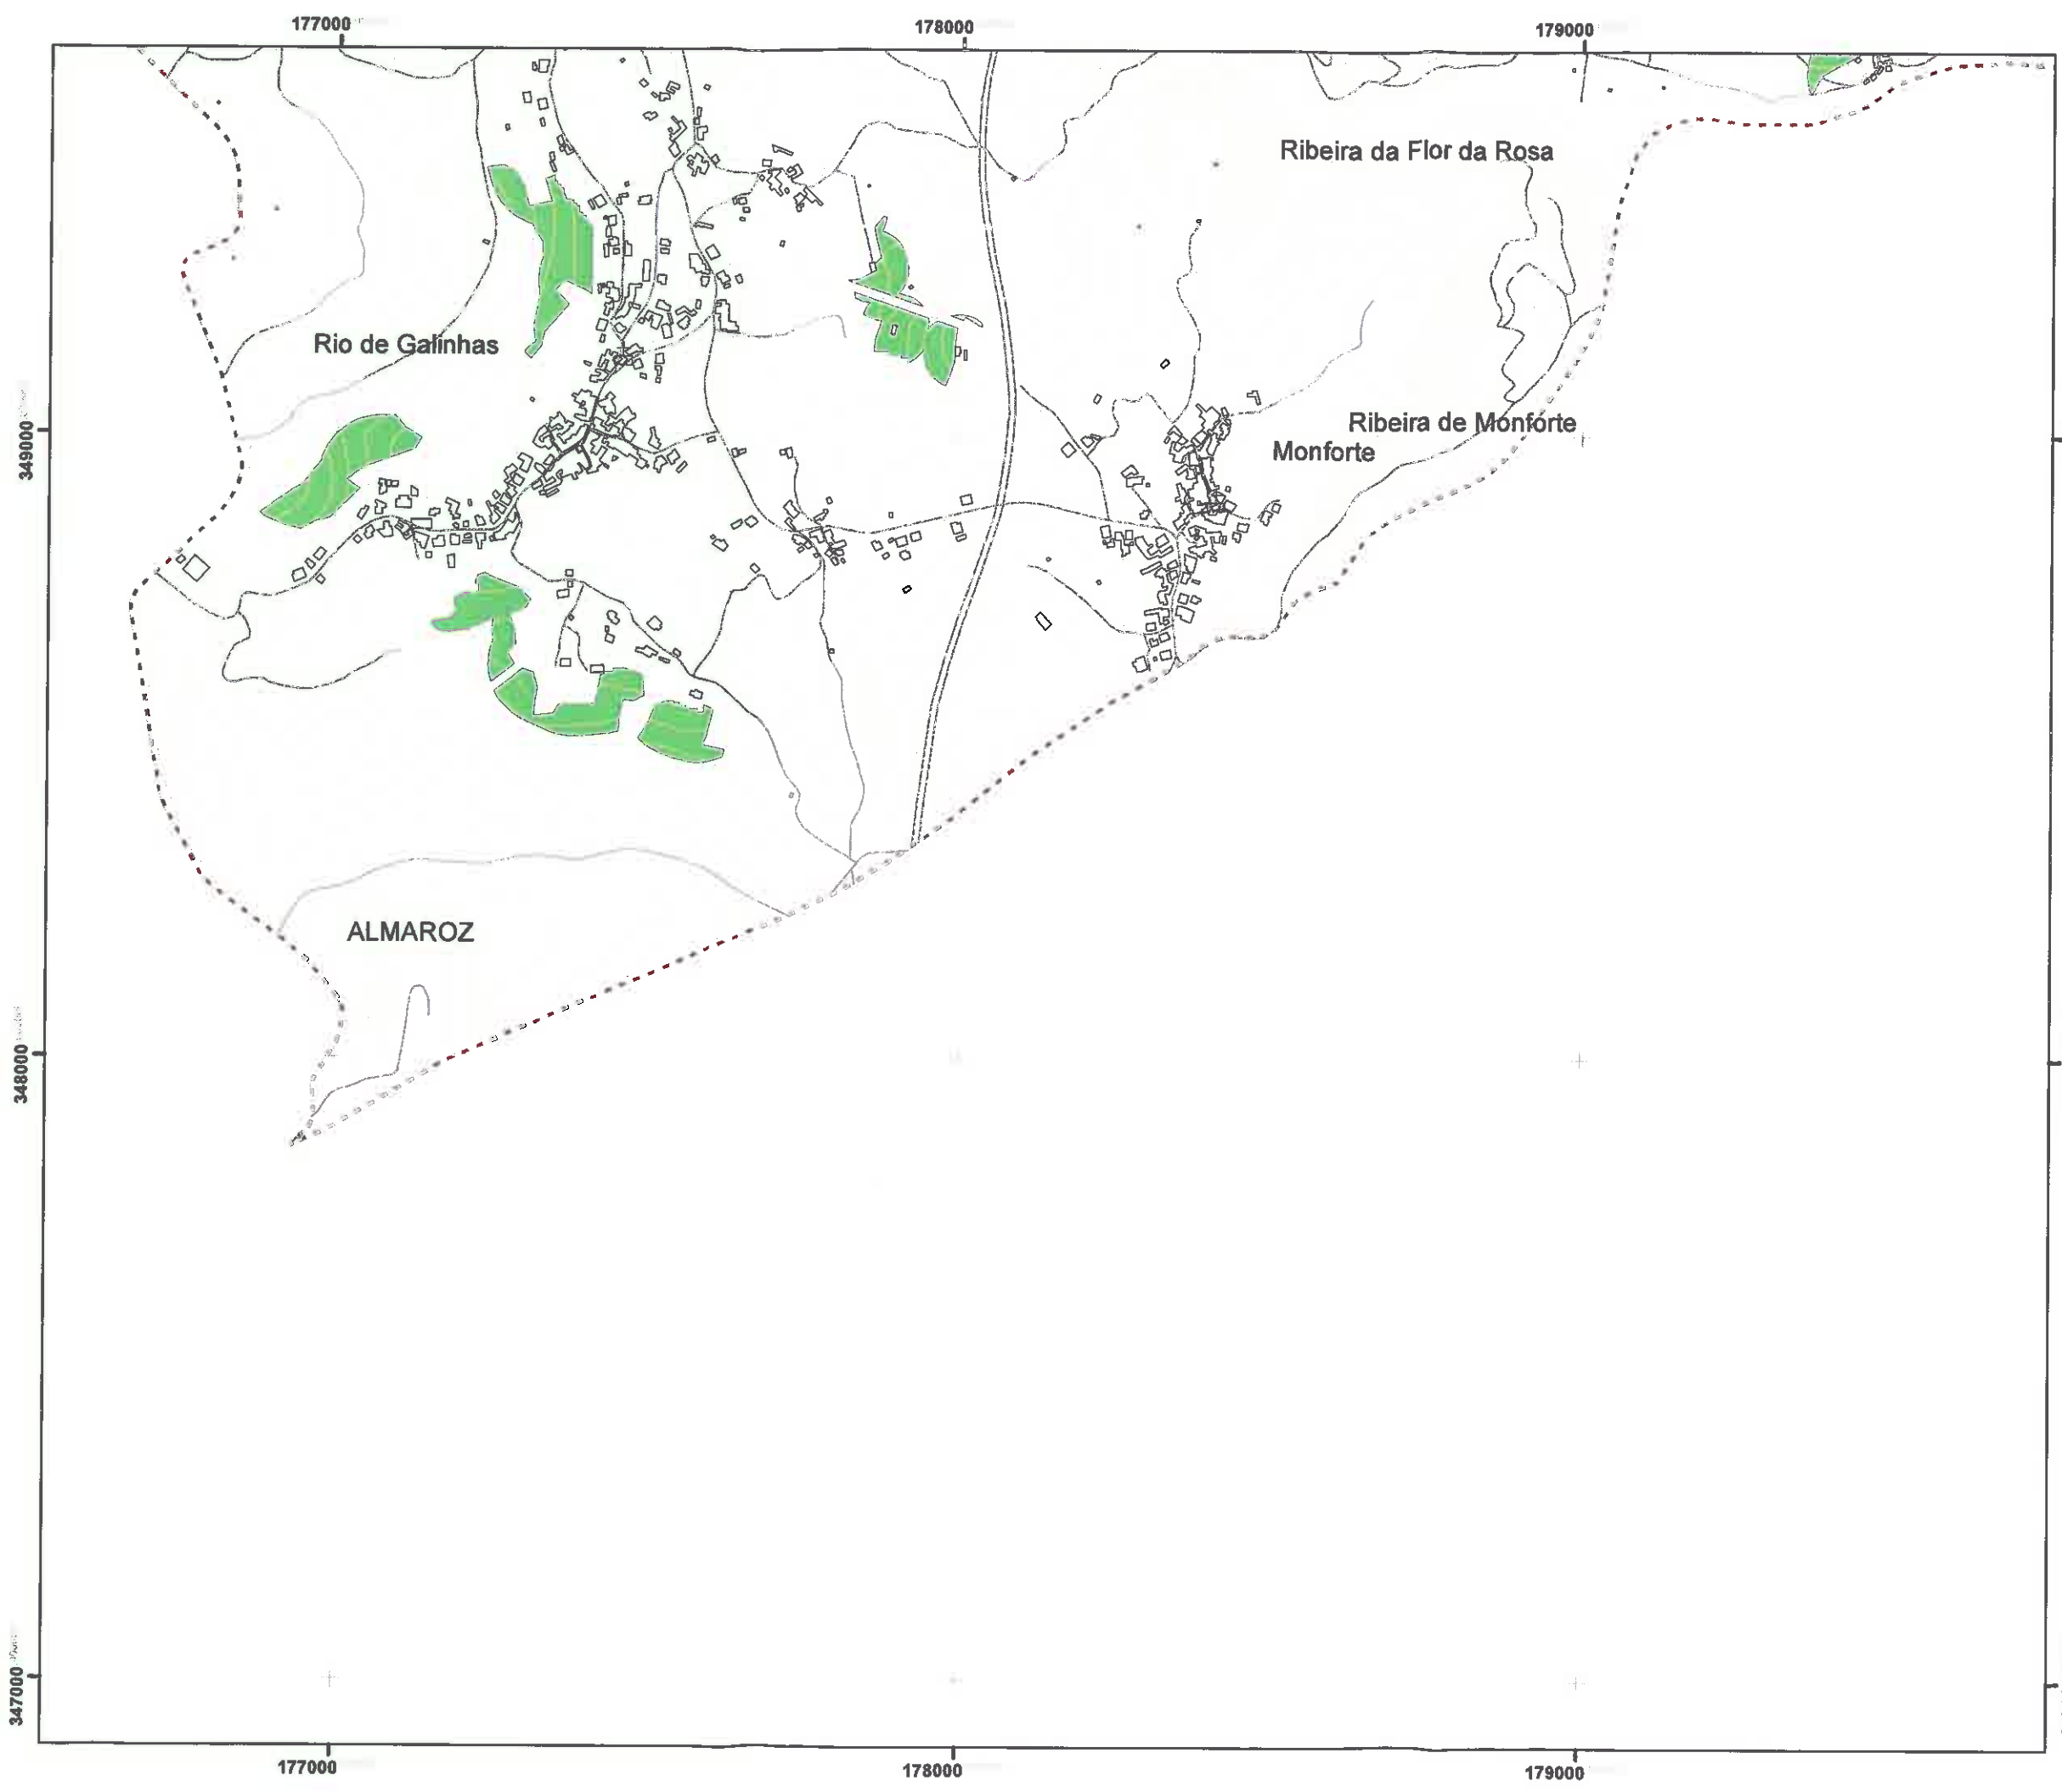 177000
178000
179000
Ribeira da Flor da Rosa
Rio de Galinhas
349000
Ribeira de Monforte
Monforte
ALMAROZ
348000
347000
177000
178000
179000